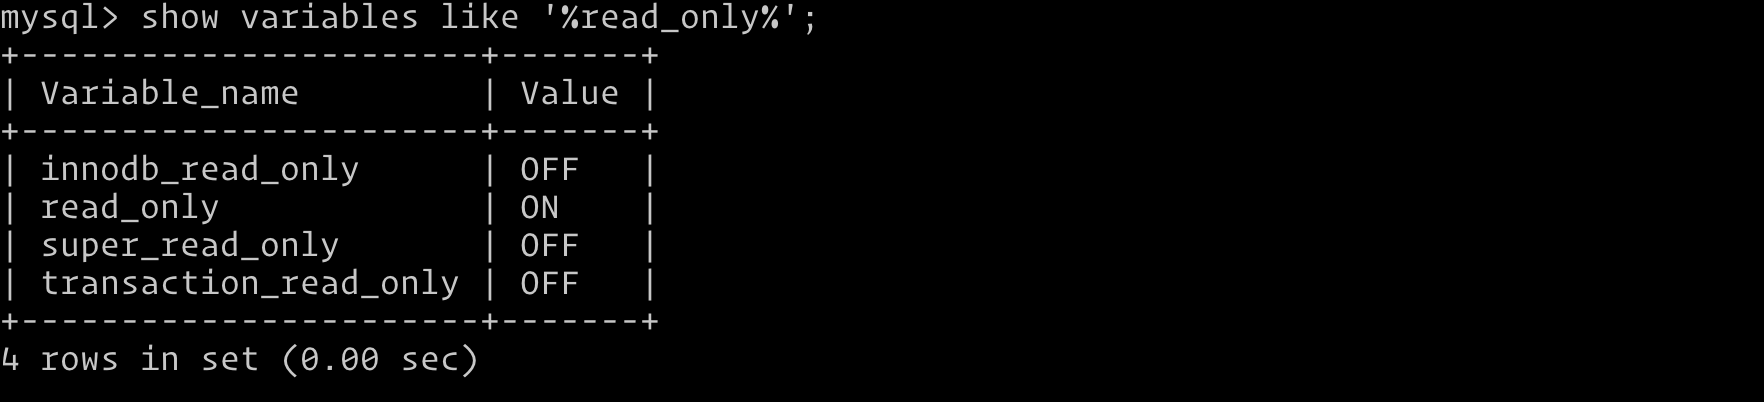 mysql> show variables like '%read_only%';
+-----------------------+-------+
| Variable_name         | Value |
+-----------------------+-------+
| innodb_read_only      | OFF   |
| read_only             | ON    |
| super_read_only       | OFF   |
| transaction_read_only | OFF   |
+-----------------------+-------+
4 rows in set (0.00 sec)